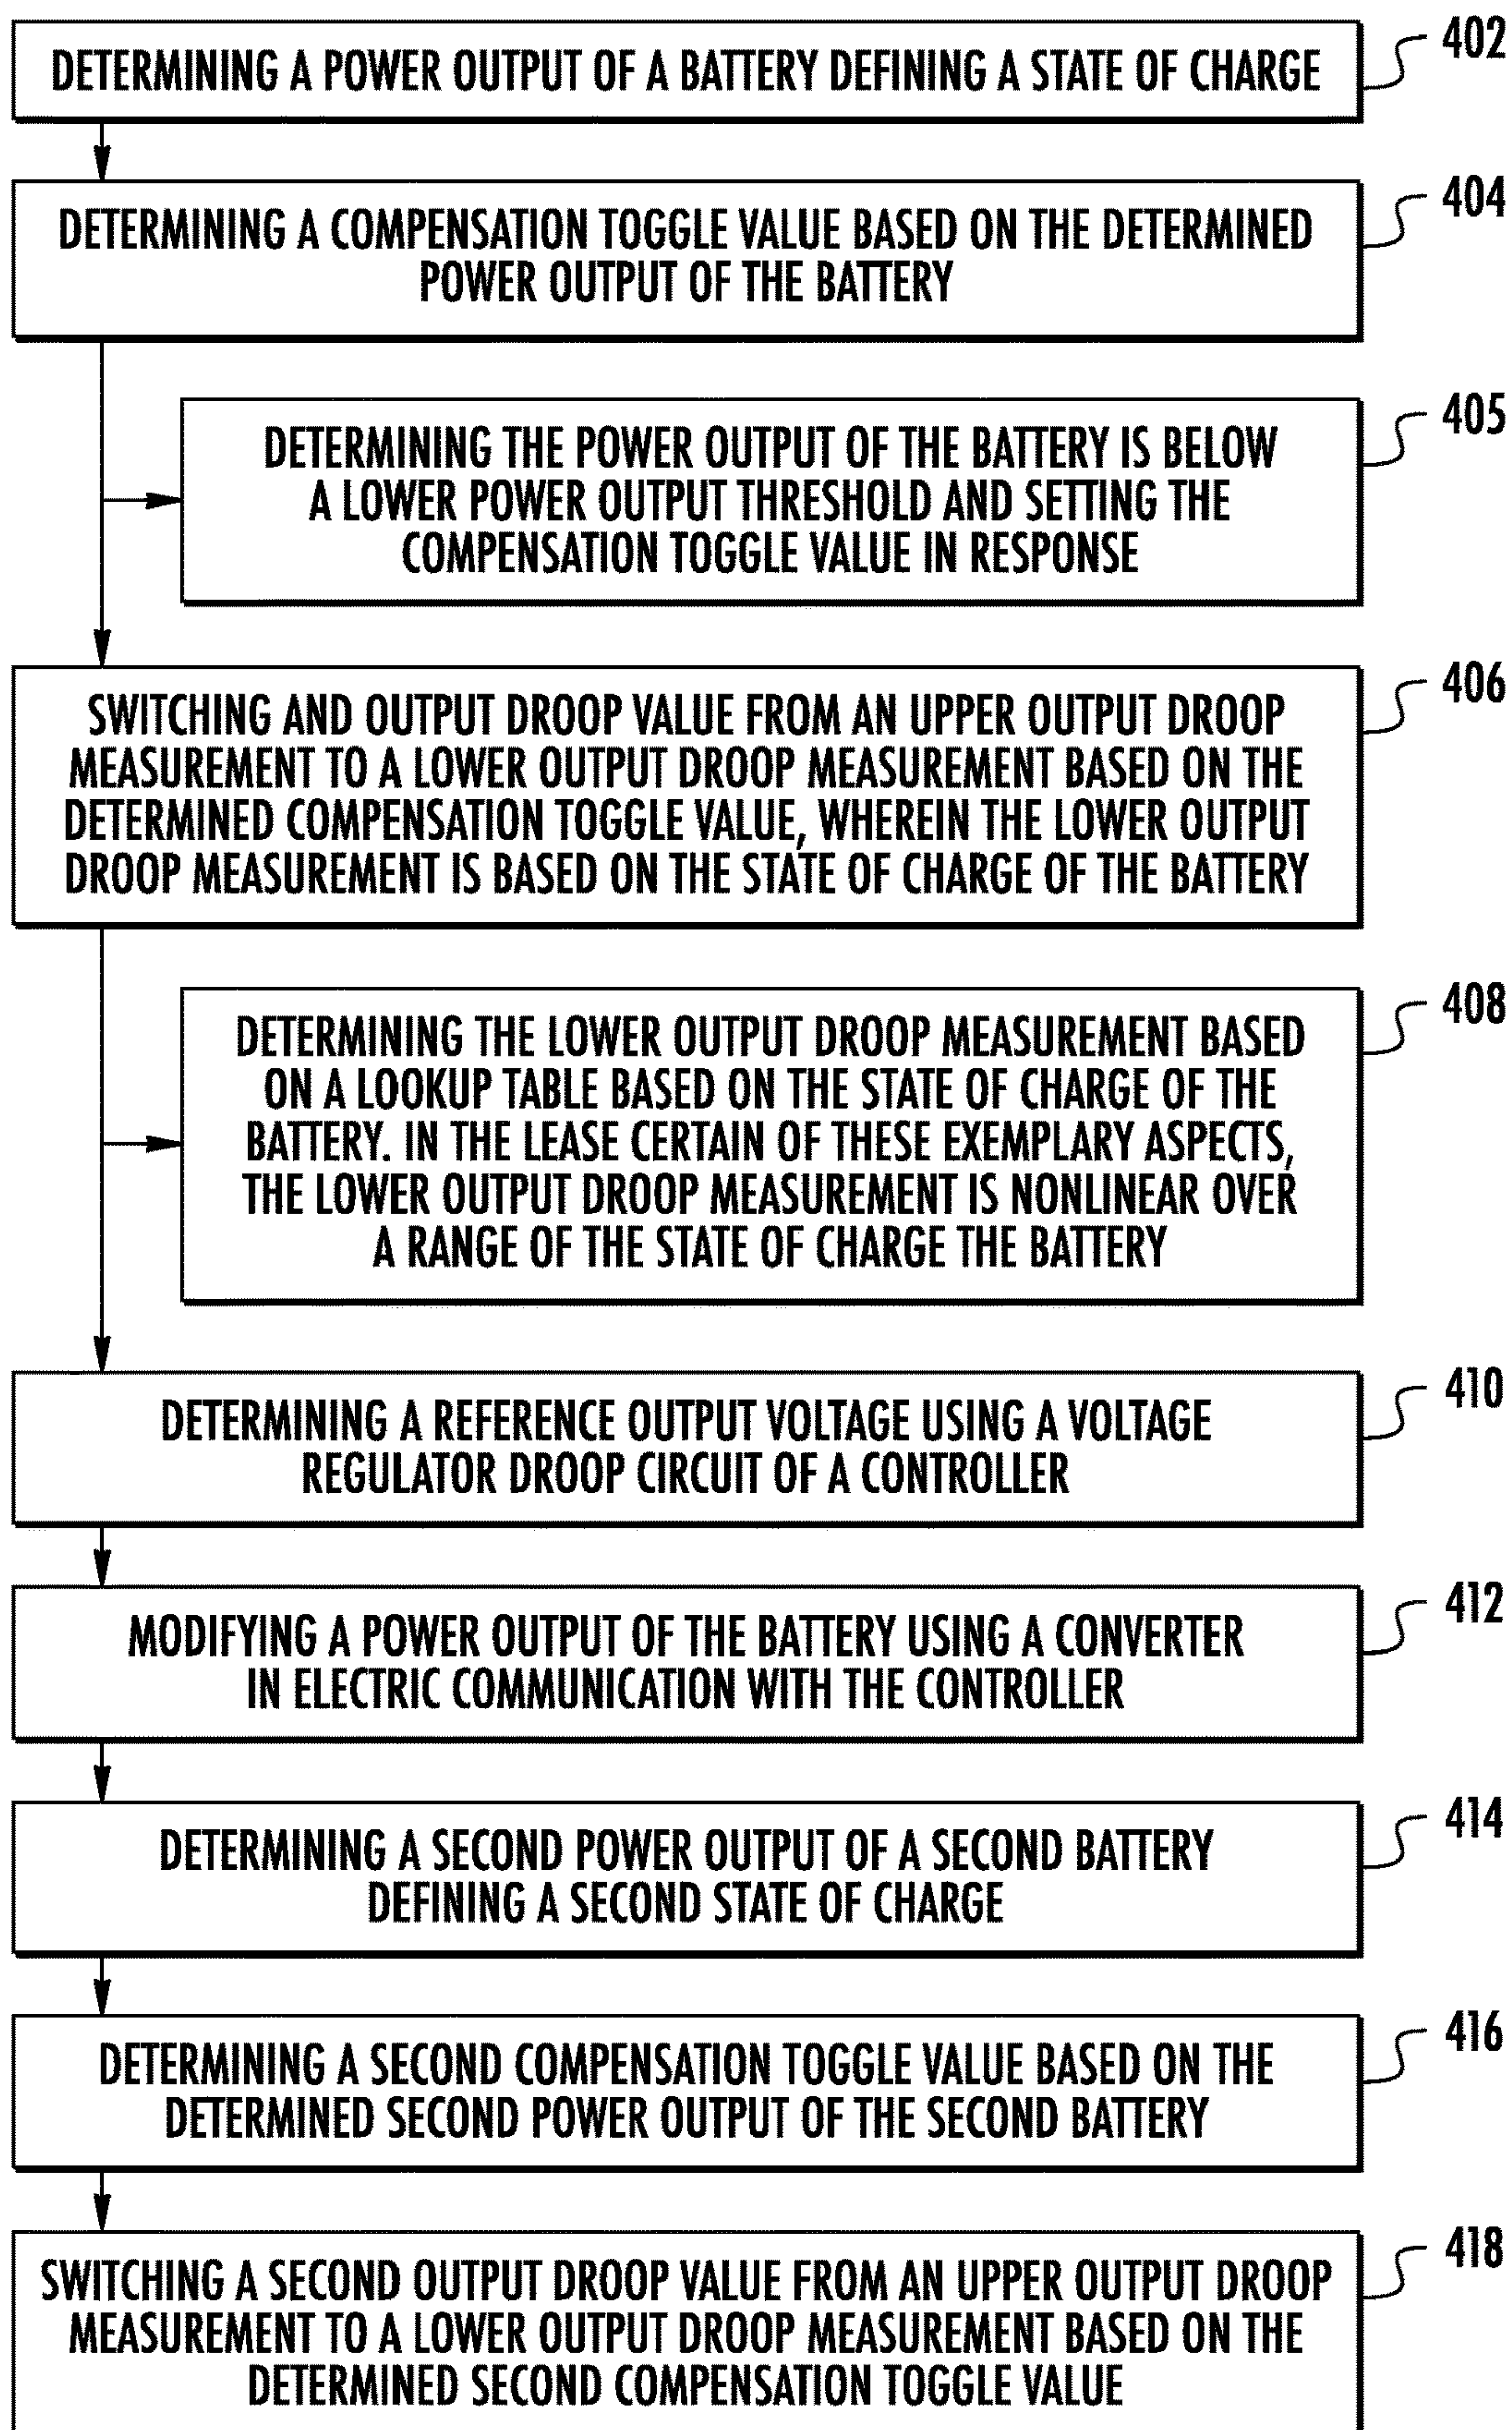 DETERMINING A POWER OUTPUT OF A BATTERY DEFINING A STATE OF CHARGE
402
DETERMINING A COMPENSATION TOGGLE VALUE BASED ON THE DETERMINED
POWER OUTPUT OF THE BATTERY
404
DETERMINING THE POWER OUTPUT OF THE BATTERY IS BELOW
A LOWER POWER OUTPUT THRESHOLD AND SETTING THE
COMPENSATION TOGGLE VALUE IN RESPONSE
405
SWITCHING AND OUTPUT DROOP VALUE FROM AN UPPER OUTPUT DROOP
MEASUREMENT TO A LOWER OUTPUT DROOP MEASUREMENT BASED ON THE
DETERMINED COMPENSATION TOGGLE VALUE, WHEREIN THE LOWER OUTPUT
DROOP MEASUREMENT IS BASED ON THE STATE OF CHARGE OF THE BATTERY
406
DETERMINING THE LOWER OUTPUT DROOP MEASUREMENT BASED
ON A LOOKUP TABLE BASED ON THE STATE OF CHARGE OF THE
BATTERY. IN THE LEASE CERTAIN OF THESE EXEMPLARY ASPECTS,
THE LOWER OUTPUT DROOP MEASUREMENT IS NONLINEAR OVER
A RANGE OF THE STATE OF CHARGE THE BATTERY
408
DETERMINING A REFERENCE OUTPUT VOLTAGE USING A VOLTAGE
REGULATOR DROOP CIRCUIT OF A CONTROLLER
410
MODIFYING A POWER OUTPUT OF THE BATTERY USING A CONVERTER
IN ELECTRIC COMMUNICATION WITH THE CONTROLLER
412
DETERMINING A SECOND POWER OUTPUT OF A SECOND BATTERY
DEFINING A SECOND STATE OF CHARGE
414
DETERMINING A SECOND COMPENSATION TOGGLE VALUE BASED ON THE
DETERMINED SECOND POWER OUTPUT OF THE SECOND BATTERY
416
SWITCHING A SECOND OUTPUT DROOP VALUE FROM AN UPPER OUTPUT DROOP
MEASUREMENT TO A LOWER OUTPUT DROOP MEASUREMENT BASED ON THE
DETERMINED SECOND COMPENSATION TOGGLE VALUE
418